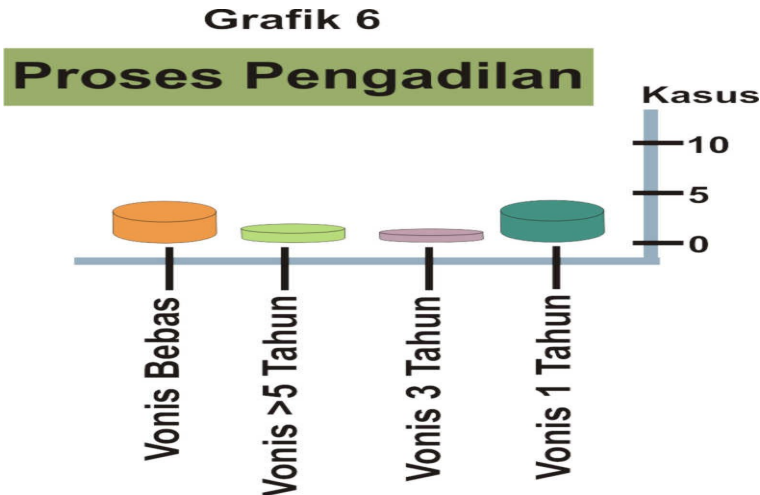 Grafik 6
Proses Pengadilan
Kasus
10
5
0
Vonis Bebas
Vonis >5 Tahun
Vonis 3 Tahun
Vonis 1 Tahun